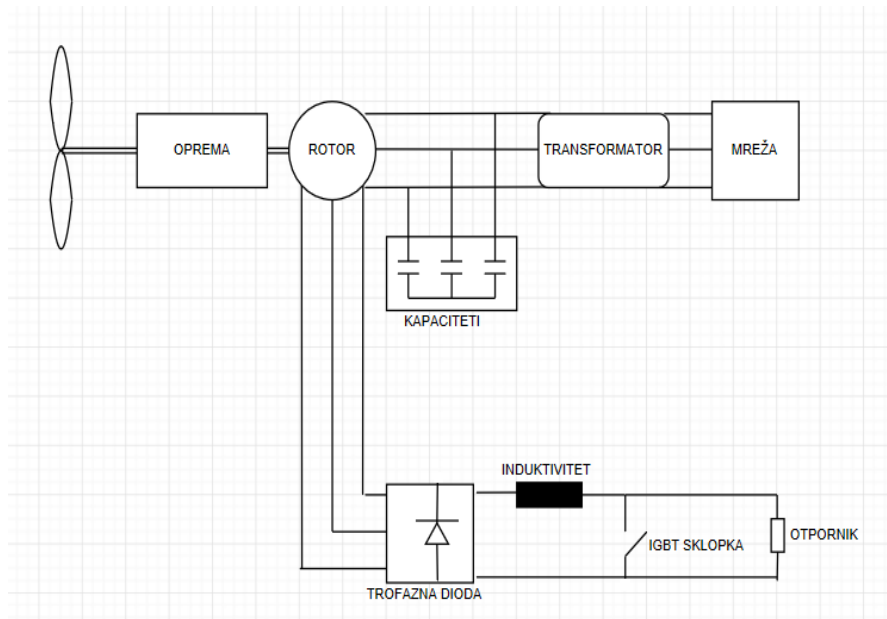 OPREMA
ROTOR
TRANSFORMATOR
MREŽA
KAPACITETI
INDUKTIVITET
IGBT SKLOPKA
OTPORNIK
TROFAZNA DIODA